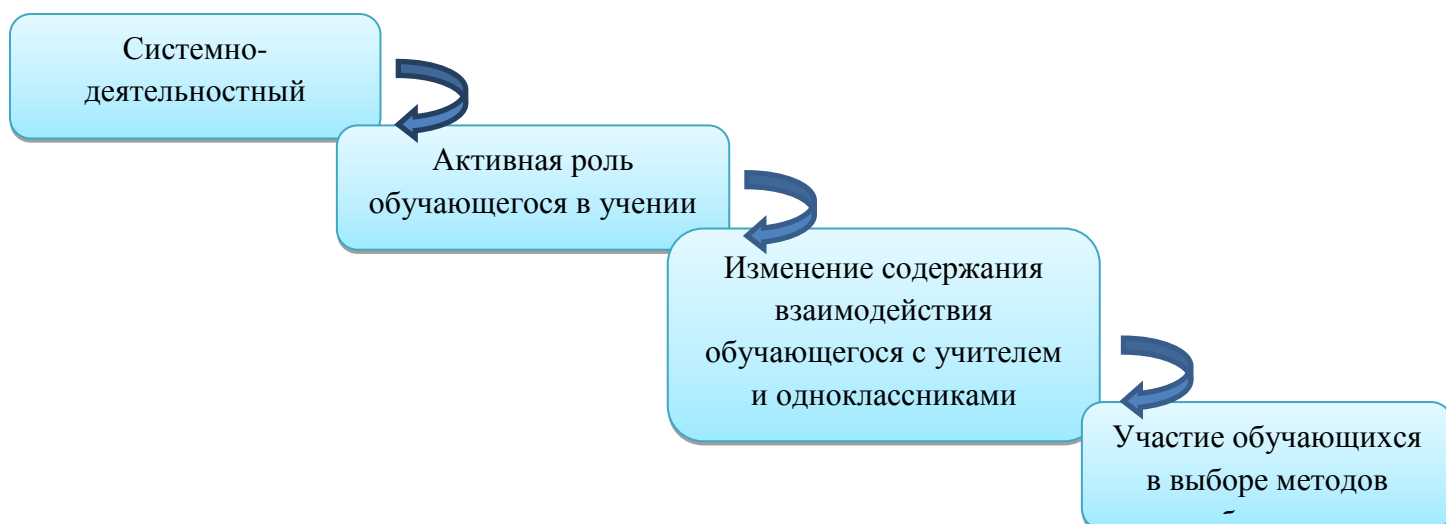 Системно-
деятельностный
Активная роль
обучающегося в учении
Изменение содержания
взаимодействия
обучающегося с учителем
и одноклассниками
Участие обучающихся
в выборе методов